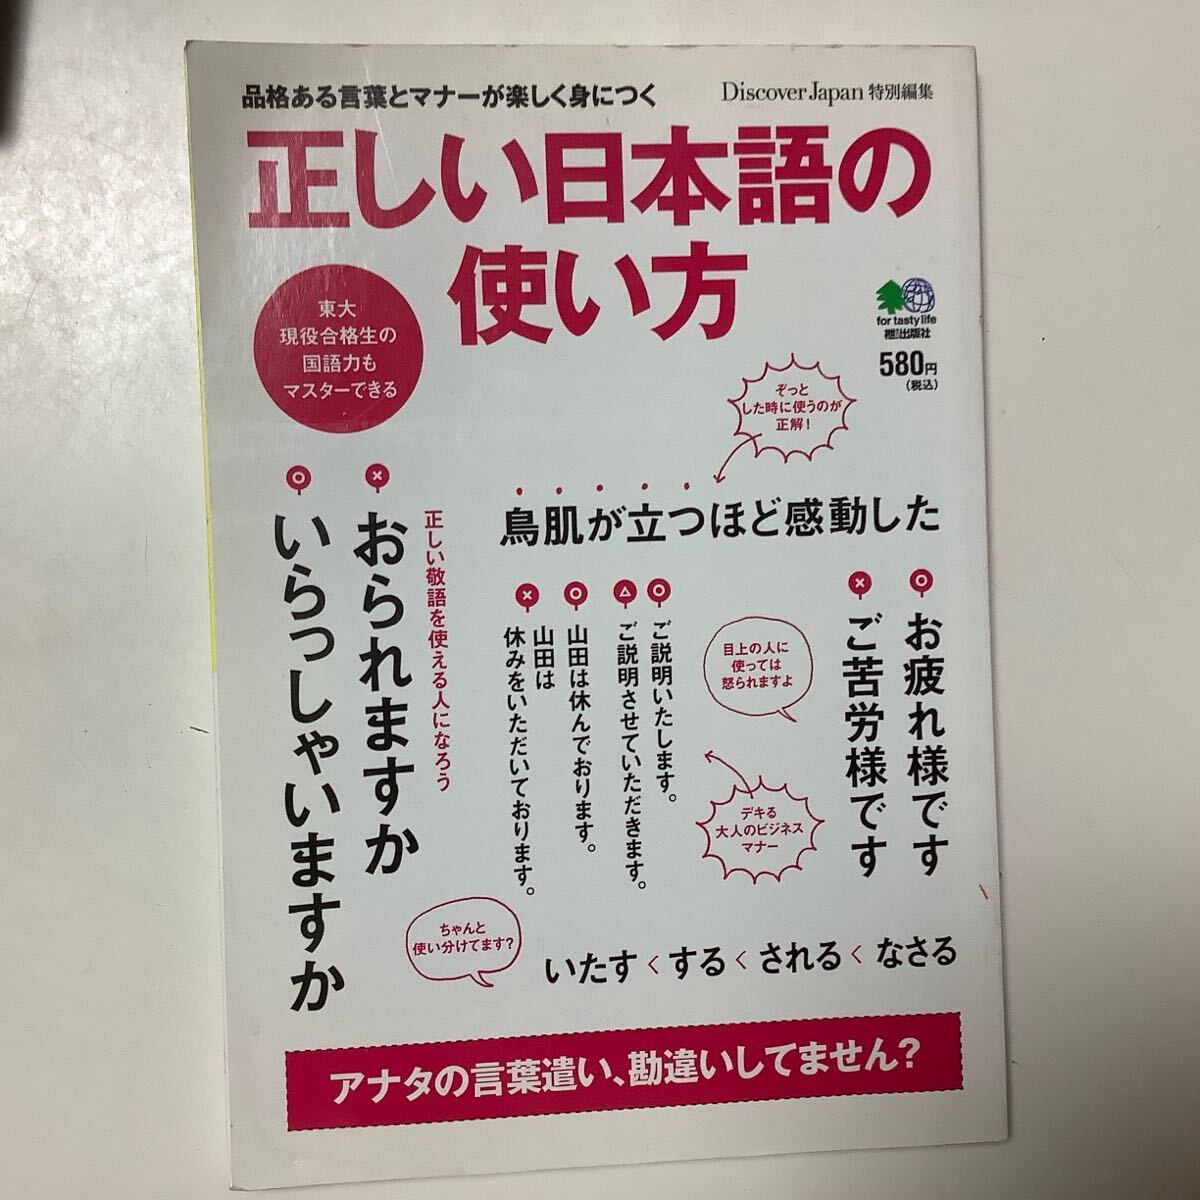 品格ある言葉とマナーが楽しく身につく
Discover Japan 特別編集
正しい日本語の
使い方
東大
現役合格生の
国語力も
マスターできる
for tasty life
枻出版社
580円
(税込)
ぞっと
した時に使うのが
正解!
鳥肌が立つほど感動した
○
お疲れ様です
×
ご苦労様です
目上の人に
使っては
怒られますよ
デキる
大人のビジネス
マナー
○
ご説明いたします。
△
ご説明させていただきます。
○
山田は休んでおります。
×
山田は
休みをいただいております。
正しい敬語を使える人になろう
×
おられますか
○
いらっしゃいますか
ちゃんと
使い分けてます?
いたす<する<される<なさる
アナタの言葉遣い、勘違いしてません?